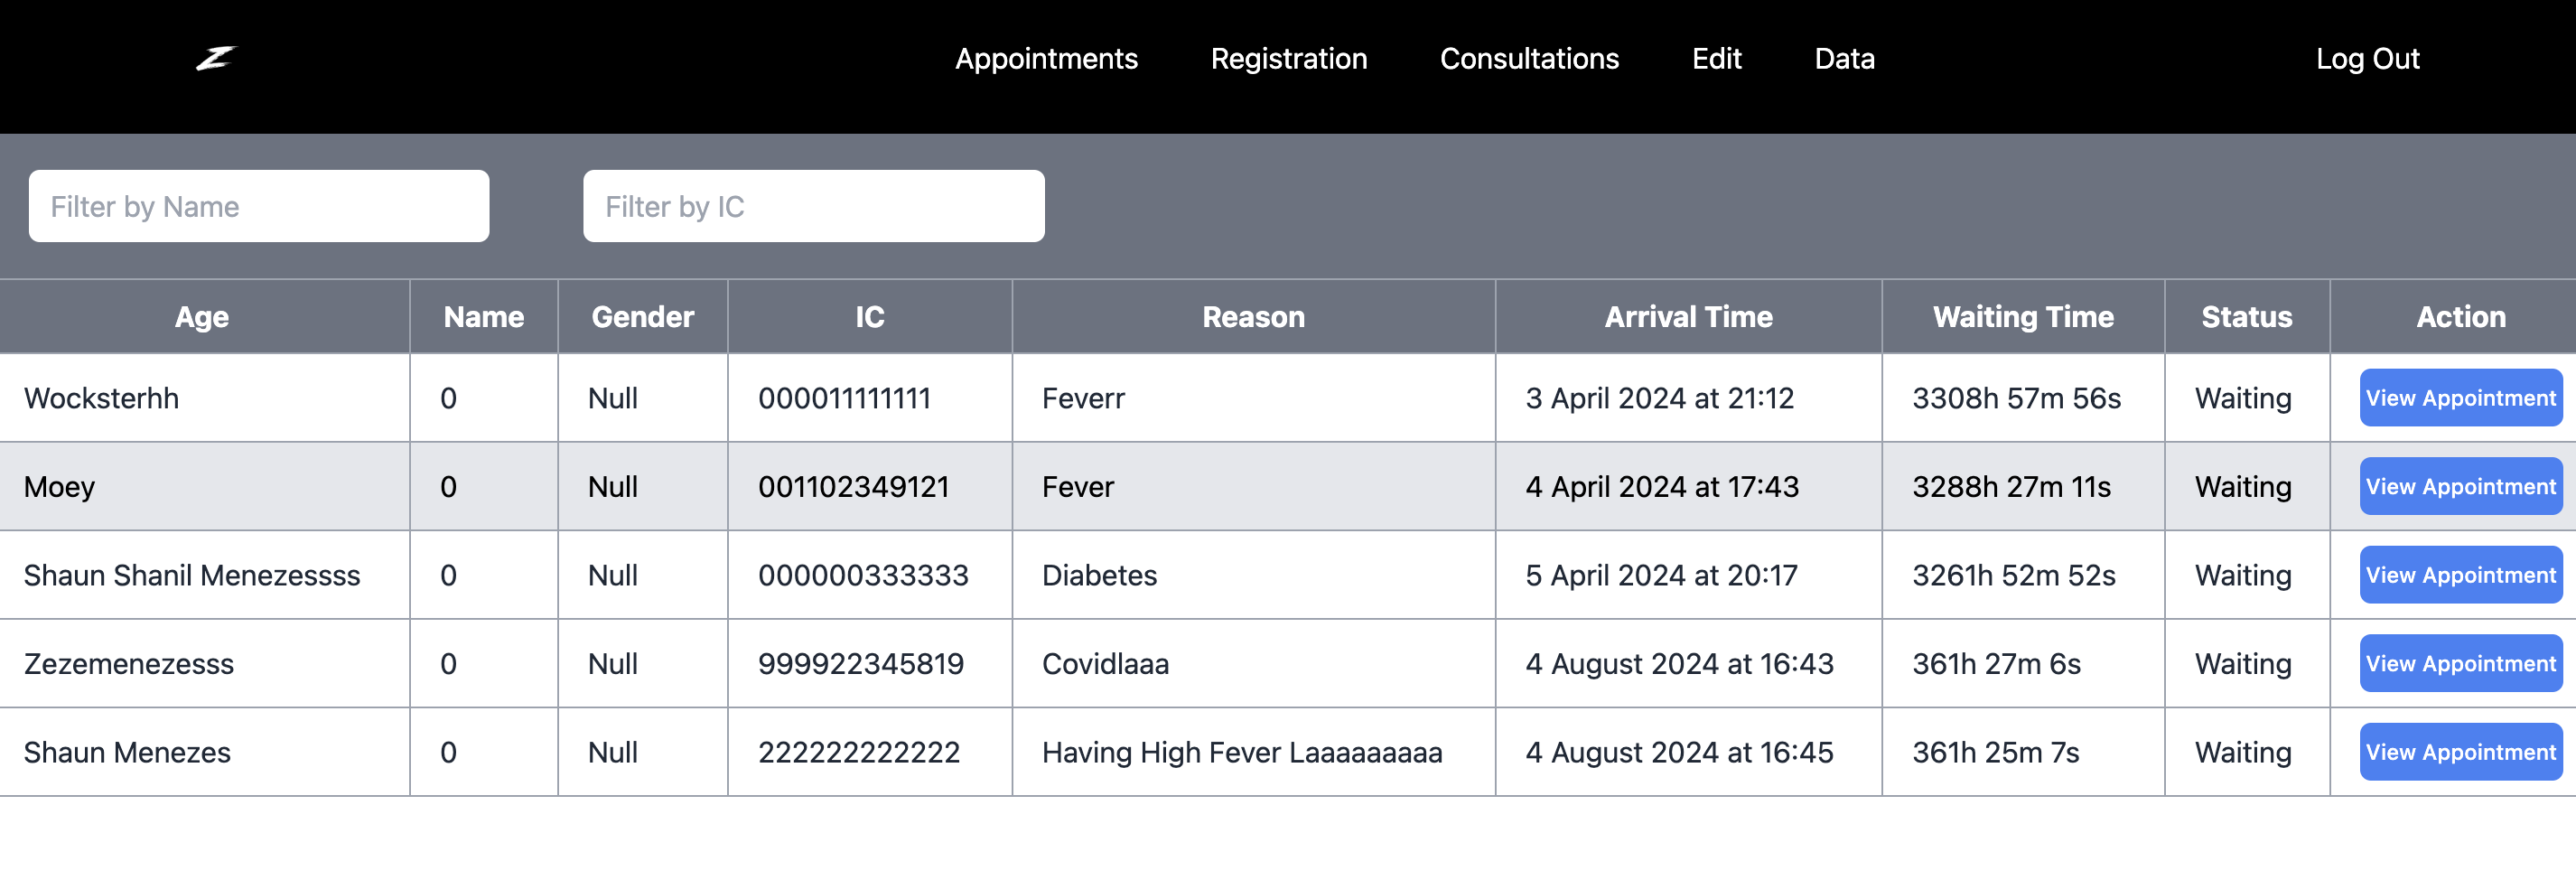 Z
Appointments Registration Consultations Edit Data Log Out
Filter by Name Filter by IC
Age Name Gender IC Reason Arrival Time Waiting Time Status Action
Wocksterhh 0 Null 000011111111 Feverr 3 April 2024 at 21:12 3308h 57m 56s Waiting View Appointment
Moey 0 Null 001102349121 Fever 4 April 2024 at 17:43 3288h 27m 11s Waiting View Appointment
Shaun Shanil Menezessss 0 Null 000000333333 Diabetes 5 April 2024 at 20:17 3261h 52m 52s Waiting View Appointment
Zezemenezesss 0 Null 999922345819 Covidlaaa 4 August 2024 at 16:43 361h 27m 6s Waiting View Appointment
Shaun Menezes 0 Null 222222222222 Having High Fever Laaaaaaaaa 4 August 2024 at 16:45 361h 25m 7s Waiting View Appointment